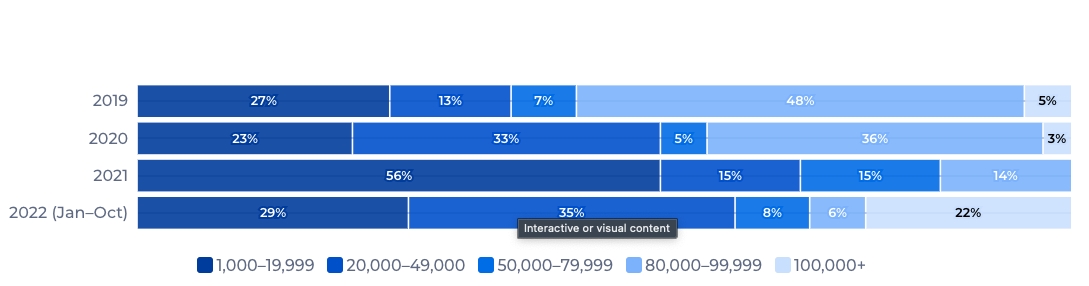 2019 27% 13% 7% 48% 5%
2020 23% 33% 5% 36% 3%
2021 56% 15% 15% 14%
2022 (Jan–Oct) 29% 35% 8% 6% 22%
Interactive or visual content
1,000–19,999 20,000–49,000 50,000–79,999 80,000–99,999 100,000+